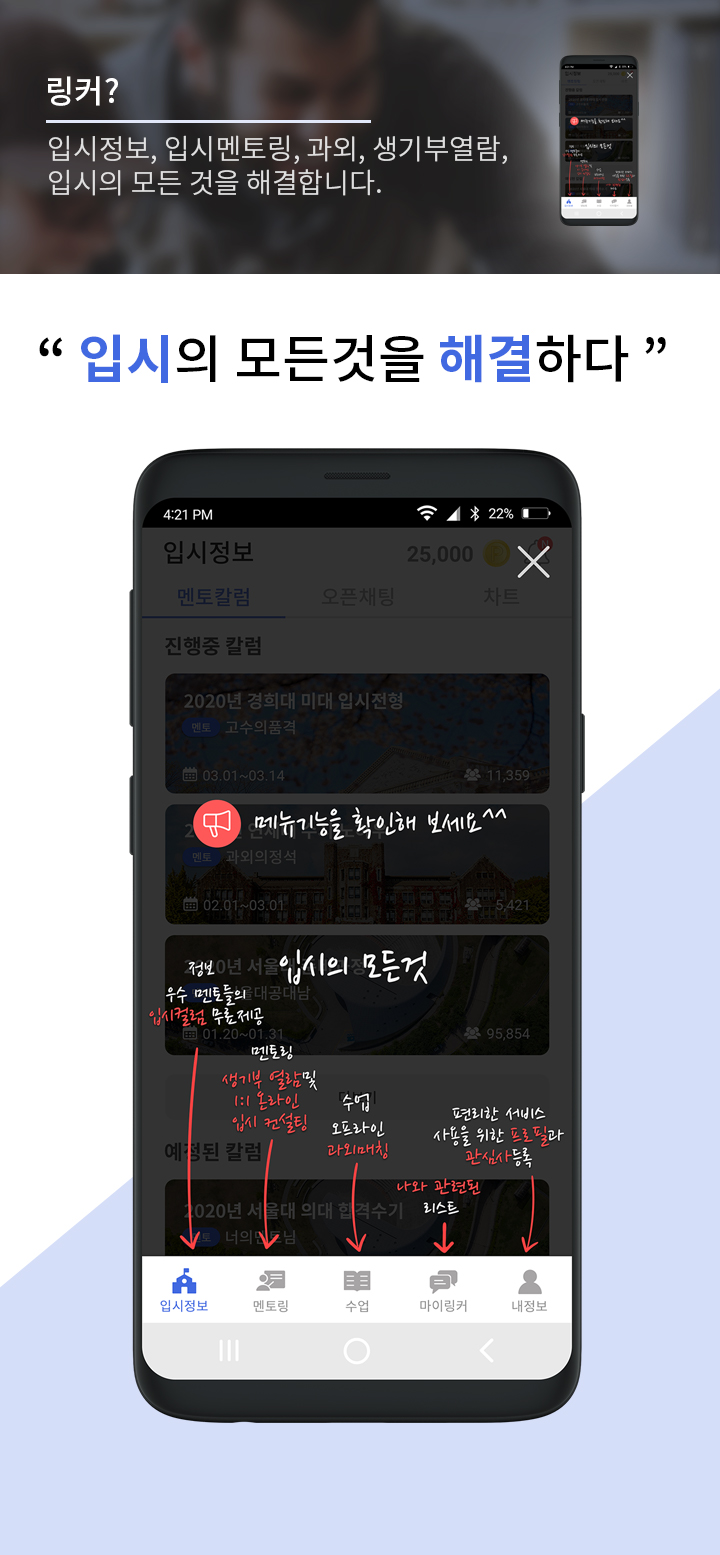 링커?
입시정보, 입시멘토링, 과외, 생기부열람,
입시의 모든 것을 해결합니다.
“ 입시의 모든것을 해결하다 ”
4:21 PM 22%
입시정보 25,000 N
멘토칼럼 오픈채팅 차트
진행중 칼럼
2020년 경희대 미대 입시전형
멘토 고수의품격
03.01~03.14 11,359
메뉴기능을 확인해 보세요^^
멘토 과외의정석
02.01~03.01 5,421
입시의 모든것
2020년 서울대
정보
우수 멘토들의
입시컬럼 무료제공
01.20~01.31 95,854
멘토링
생기부 열람및
1:1 온라인
입시 컨설팅
수업
오프라인
과외매칭
편리한 서비스
사용을 위한 프로필과
관심사등록
나와 관련된
리스트
예정된 칼럼
2020년 서울대 의대 합격수기
멘토 너의멘토님
입시정보 멘토링 수업 마이링커 내정보